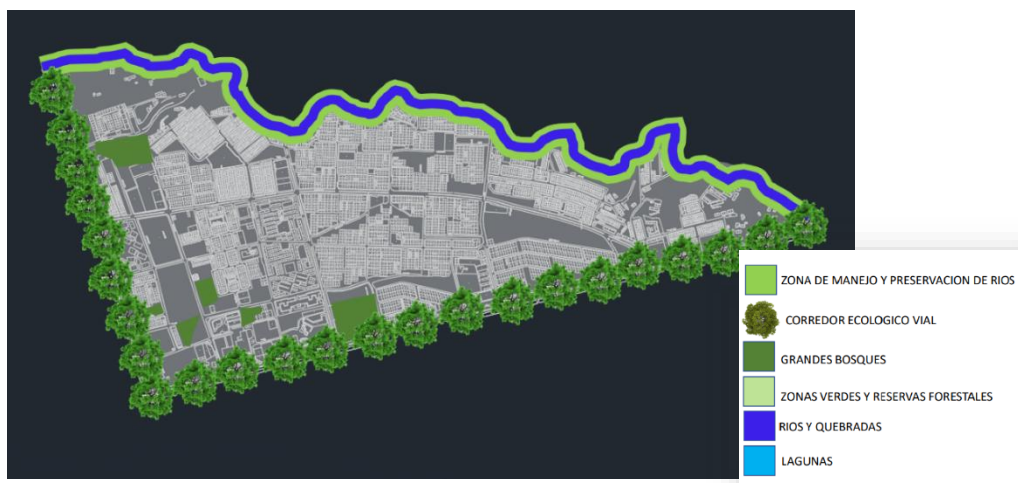 ZONA DE MANEJO Y PRESERVACION DE RIOS
CORREDOR ECOLOGICO VIAL
GRANDES BOSQUES
ZONAS VERDES Y RESERVAS FORESTALES
RIOS Y QUEBRADAS
LAGUNAS